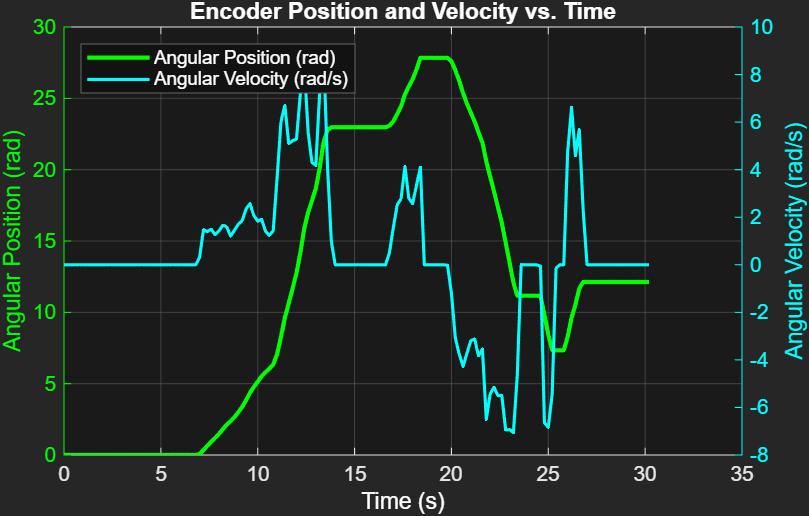 Encoder Position and Velocity vs. Time
Angular Position (rad)
Angular Velocity (rad/s)
30
25
20
15
10
5
0
Angular Position (rad)
10
8
6
4
2
0
-2
-4
-6
-8
Angular Velocity (rad/s)
0 5 10 15 20 25 30 35
Time (s)